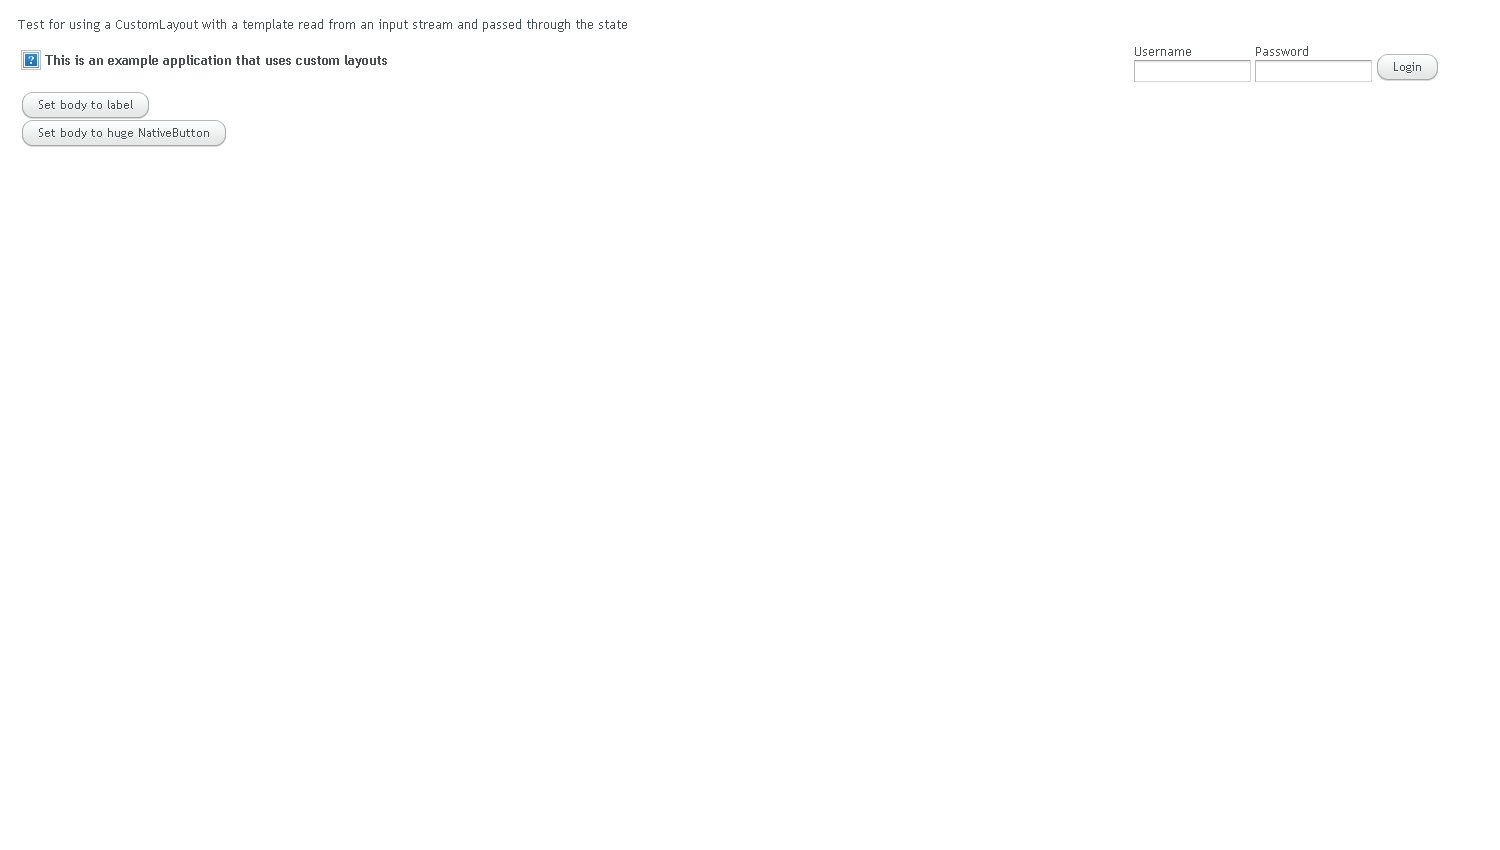 Test for using a CustomLayout with a template read from an input stream and passed through the state
This is an example application that uses custom layouts
Username Password
Login
Set body to label
Set body to huge NativeButton